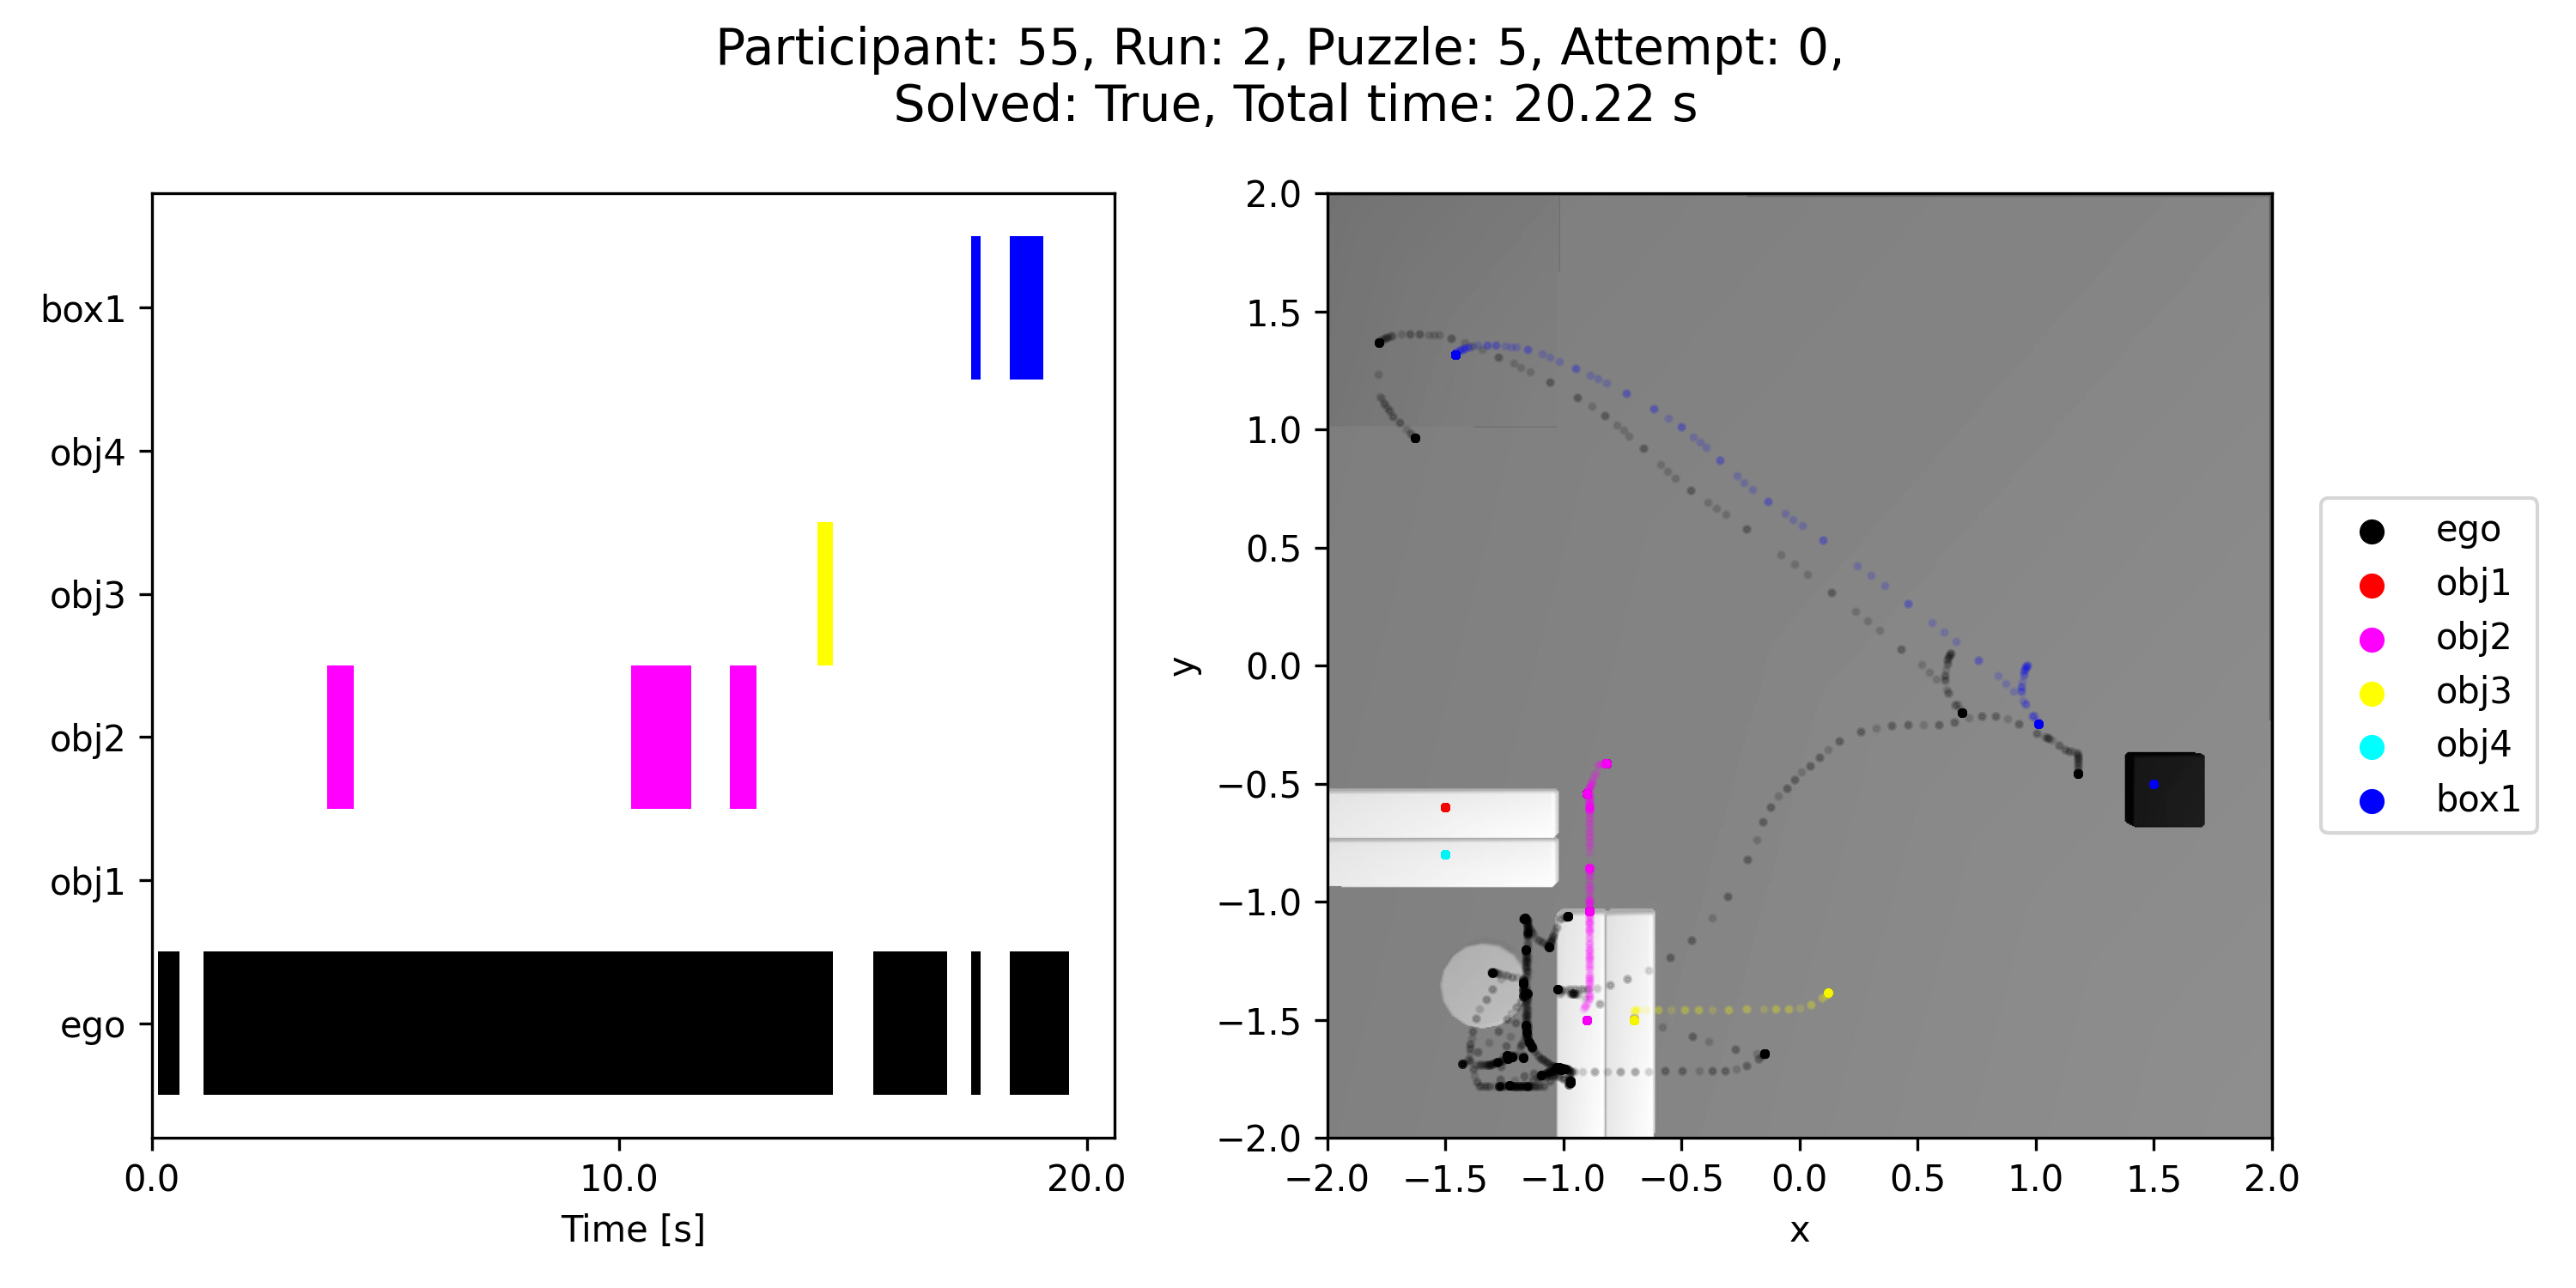 Participant: 55, Run: 2, Puzzle: 5, Attempt: 0,
Solved: True, Total time: 20.22 s
box1
obj4
obj3
obj2
obj1
ego
0.0
10.0
20.0
Time [s]
2.0
1.5
1.0
0.5
0.0
−0.5
−1.0
−1.5
−2.0
y
−2.0
−1.5
−1.0
−0.5
0.0
0.5
1.0
1.5
2.0
x
ego
obj1
obj2
obj3
obj4
box1